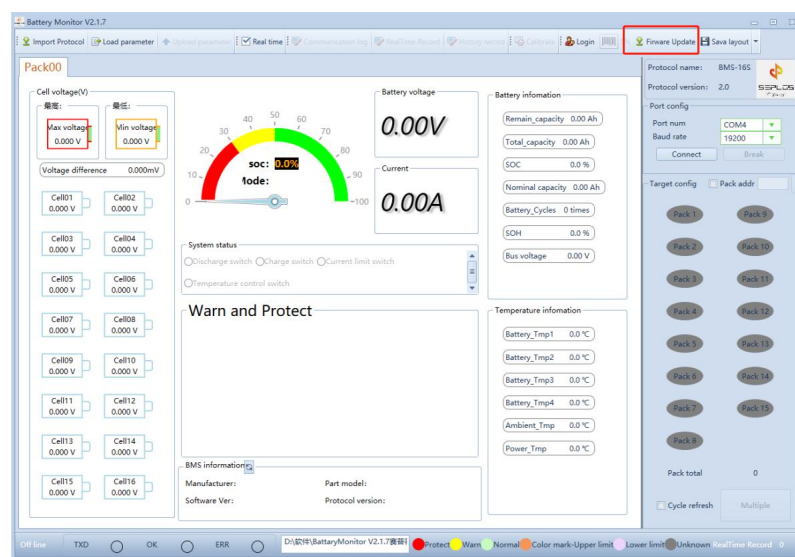 Battery Monitor V2.1.7
Import Protocol Load parameter Upload parameter Real time Communication log RealTime Record History record Calibrate Login Finware Update Sava layout
Pack00
Protocol name: BMS-16S
Protocol version: 2.0
SEPLOS
Cell voltage(V)
最高: 最低:
Max voltage Min voltage
0.000 V 0.000 V
Voltage difference 0.000mV
Cell01 Cell02
0.000 V 0.000 V
Cell03 Cell04
0.000 V 0.000 V
Cell05 Cell06
0.000 V 0.000 V
Cell07 Cell08
0.000 V 0.000 V
Cell09 Cell10
0.000 V 0.000 V
Cell11 Cell12
0.000 V 0.000 V
Cell13 Cell14
0.000 V 0.000 V
Cell15 Cell16
0.000 V 0.000 V
0 10 20 30 40 50 60 70 80 90 100
soc: 0.0%
Mode:
Battery voltage
0.00V
Current
0.00A
System status
Discharge switch Charge switch Current limit switch
Temperature control switch
Warn and Protect
BMS information
Manufacturer: Part model:
Software Ver: Protocol version:
Battery infomation
Remain_capacity 0.00 Ah
Total_capacity 0.00 Ah
SOC 0.0 %
Nominal capacity 0.00 Ah
Battery_Cycles 0 times
SOH 0.0 %
Bus voltage 0.00 V
Temperature infomation
Battery_Tmp1 0.0 ℃
Battery_Tmp2 0.0 ℃
Battery_Tmp3 0.0 ℃
Battery_Tmp4 0.0 ℃
Ambient_Tmp 0.0 ℃
Power_Tmp 0.0 ℃
Port config
Port num COM4
Baud rate 19200
Connect Break
Target config Pack addr
Pack 1 Pack 9
Pack 2 Pack 10
Pack 3 Pack 11
Pack 4 Pack 12
Pack 5 Pack 13
Pack 6 Pack 14
Pack 7 Pack 15
Pack 8
Pack total 0
Cycle refresh Multiple
Off line TXD OK ERR D:\软件\BattaryMonitor V2.1.7 Protect Warn Normal Color mark-Upper limit Lower limit Unknown RealTime Record 0